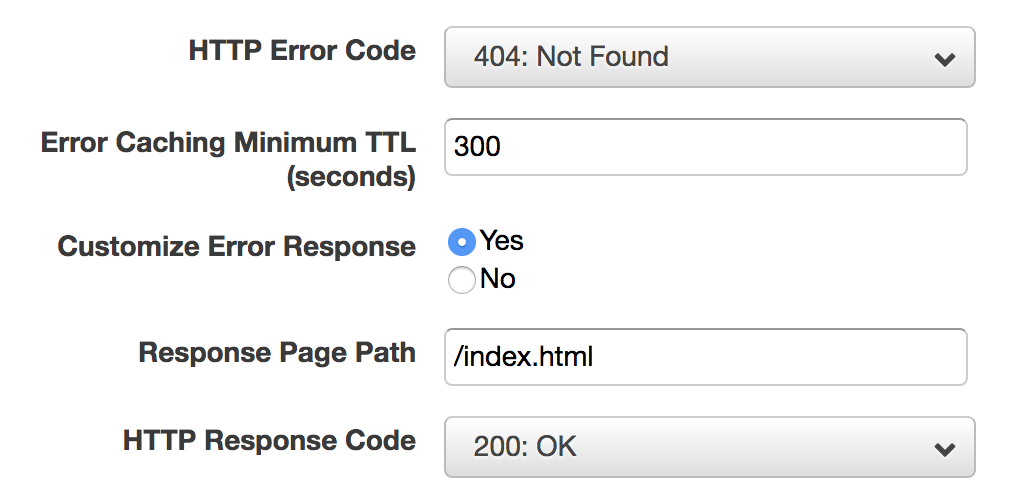 HTTP Error Code
404: Not Found
Error Caching Minimum TTL
(seconds)
300
Customize Error Response
Yes
No
Response Page Path
/index.html
HTTP Response Code
200: OK